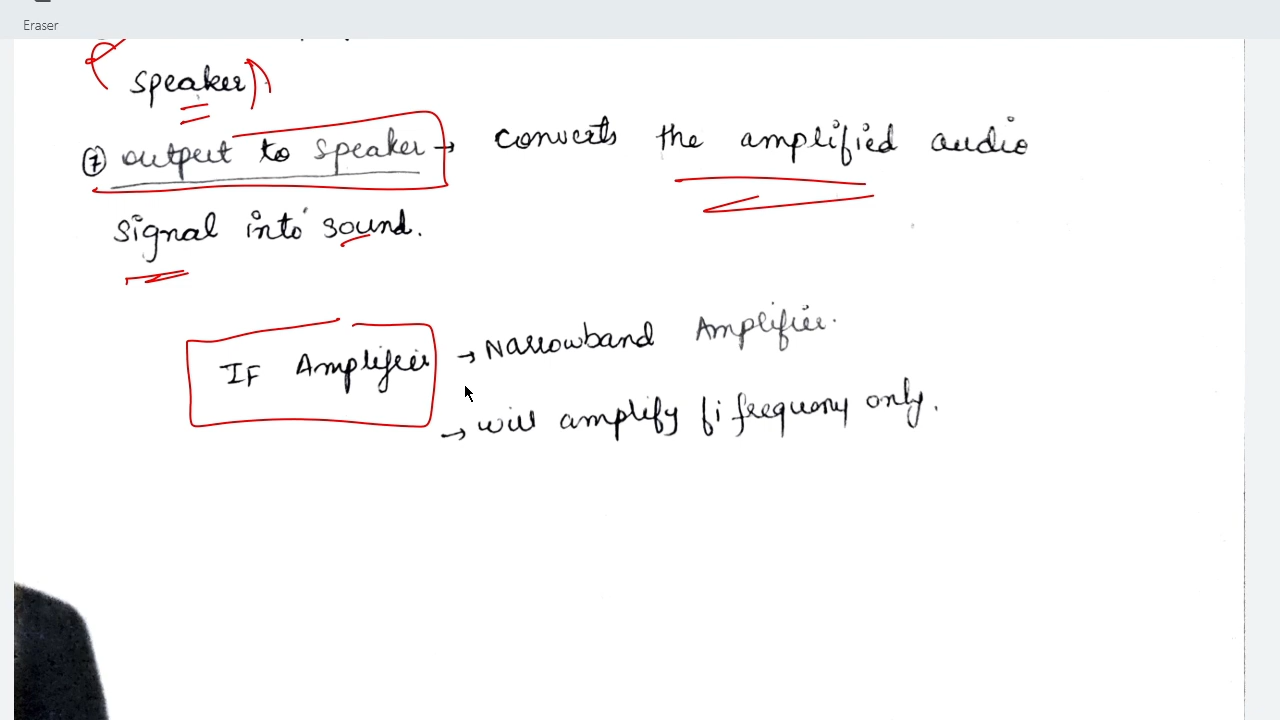 Eraser
speaker)
⑦ output to speaker → converts the amplified audio
signal into sound.
IF Amplifier → Narrowband Amplifier.
→ will amplify fi frequency only.